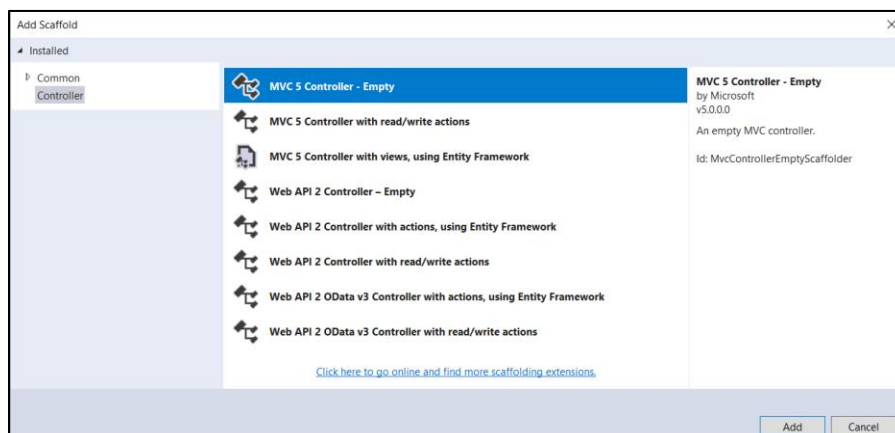 Add Scaffold
Installed
Common
Controller
MVC 5 Controller - Empty
MVC 5 Controller with read/write actions
MVC 5 Controller with views, using Entity Framework
Web API 2 Controller – Empty
Web API 2 Controller with actions, using Entity Framework
Web API 2 Controller with read/write actions
Web API 2 OData v3 Controller with actions, using Entity Framework
Web API 2 OData v3 Controller with read/write actions
Click here to go online and find more scaffolding extensions.
MVC 5 Controller - Empty
by Microsoft
v5.0.0.0
An empty MVC controller.
Id: MvcControllerEmptyScaffolder
Add
Cancel